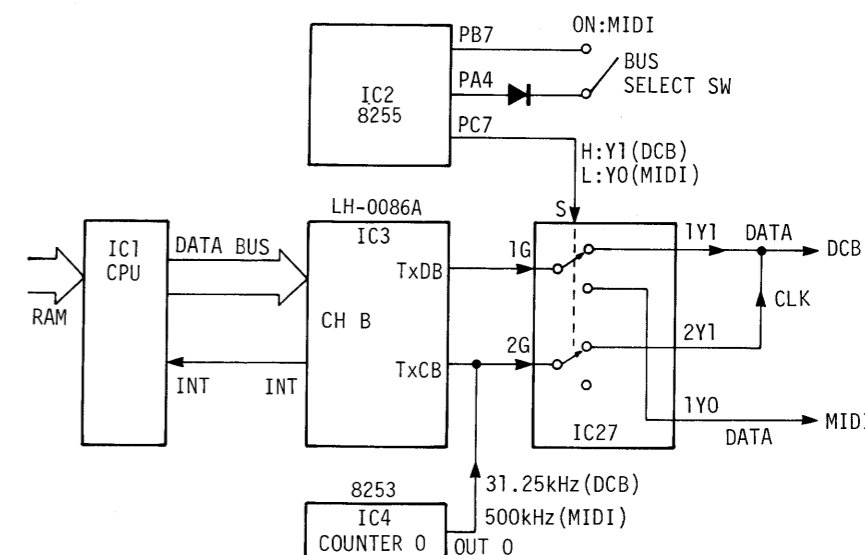 PB7
ON:MIDI
BUS
SELECT SW
PA4
IC2
8255
PC7
H:Y1(DCB)
L:Y0(MIDI)
LH-0086A
S
IC1
CPU
DATA BUS
IC3
TxDB
1G
1Y1
DATA
DCB
CLK
RAM
CH B
2G
2Y1
TxCB
INT
INT
1Y0
MIDI
IC27
DATA
8253
31.25kHz(DCB)
IC4
500kHz(MIDI)
COUNTER 0
OUT 0